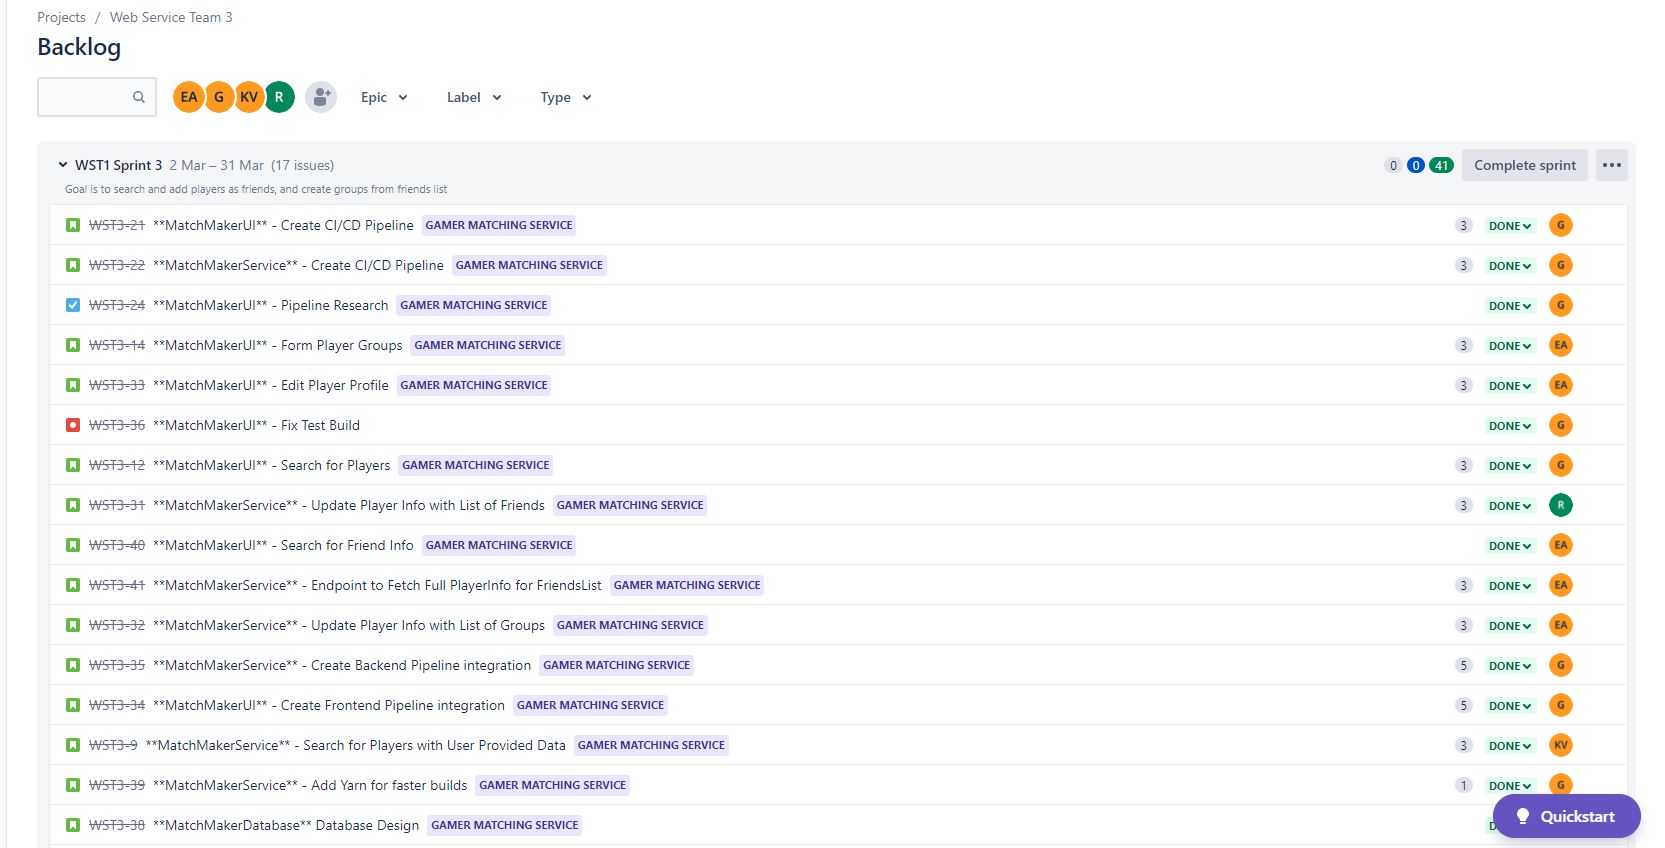 Projects / Web Service Team 3
Backlog
EA G KV R Epic Label Type
WST1 Sprint 3 2 Mar – 31 Mar (17 issues) 0 0 41 Complete sprint
Goal is to search and add players as friends, and create groups from friends list
WST3-21 **MatchMakerUI** - Create CI/CD Pipeline GAMER MATCHING SERVICE 3 DONE G
WST3-22 **MatchMakerService** - Create CI/CD Pipeline GAMER MATCHING SERVICE 3 DONE G
WST3-24 **MatchMakerUI** - Pipeline Research GAMER MATCHING SERVICE DONE G
WST3-14 **MatchMakerUI** - Form Player Groups GAMER MATCHING SERVICE 3 DONE EA
WST3-33 **MatchMakerUI** - Edit Player Profile GAMER MATCHING SERVICE 3 DONE EA
WST3-36 **MatchMakerUI** - Fix Test Build DONE G
WST3-12 **MatchMakerUI** - Search for Players GAMER MATCHING SERVICE 3 DONE G
WST3-31 **MatchMakerService** - Update Player Info with List of Friends GAMER MATCHING SERVICE 3 DONE R
WST3-40 **MatchMakerUI** - Search for Friend Info GAMER MATCHING SERVICE DONE EA
WST3-41 **MatchMakerService** - Endpoint to Fetch Full PlayerInfo for FriendsList GAMER MATCHING SERVICE 3 DONE EA
WST3-32 **MatchMakerService** - Update Player Info with List of Groups GAMER MATCHING SERVICE 3 DONE EA
WST3-35 **MatchMakerService** - Create Backend Pipeline integration GAMER MATCHING SERVICE 5 DONE G
WST3-34 **MatchMakerUI** - Create Frontend Pipeline integration GAMER MATCHING SERVICE 5 DONE G
WST3-9 **MatchMakerService** - Search for Players with User Provided Data GAMER MATCHING SERVICE 3 DONE KV
WST3-39 **MatchMakerService** - Add Yarn for faster builds GAMER MATCHING SERVICE 1 DONE G
WST3-38 **MatchMakerDatabase** Database Design GAMER MATCHING SERVICE
Quickstart